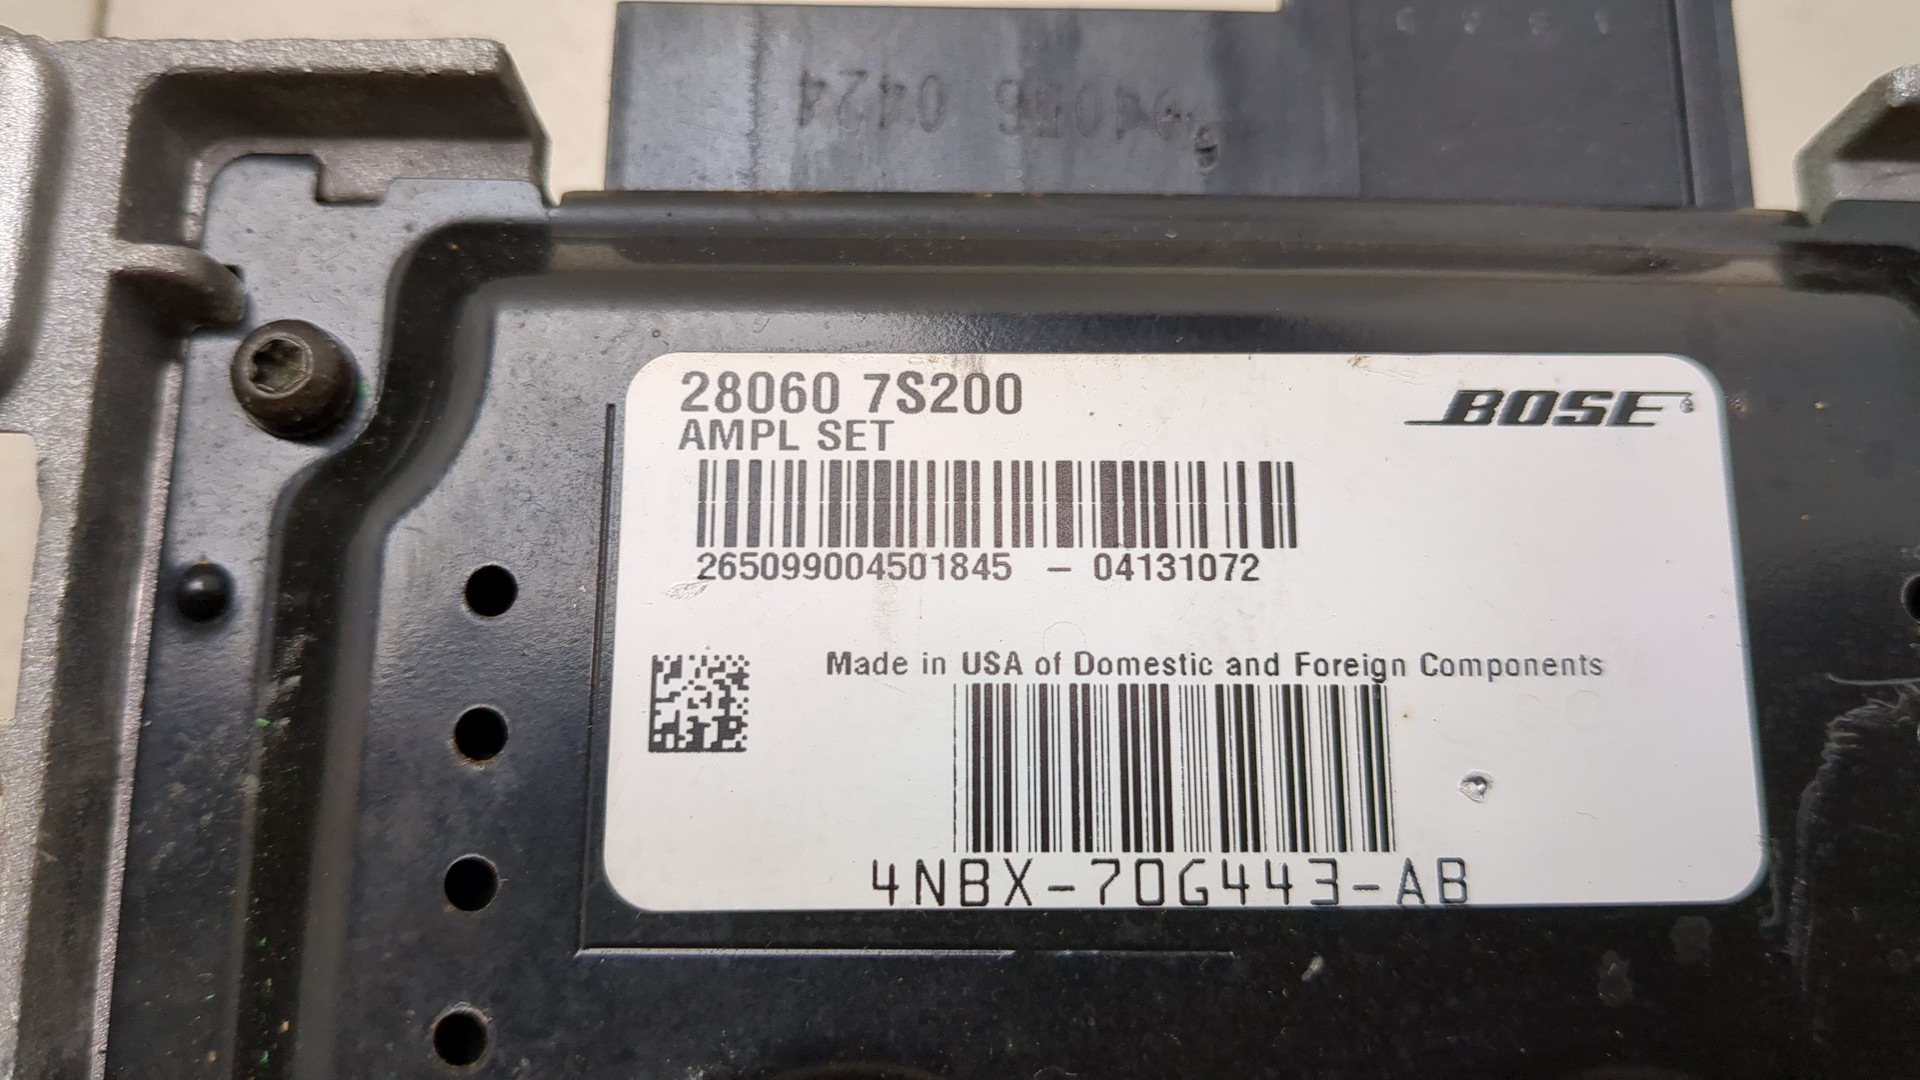 28060 7S200
BOSE
AMPL SET
265099004501845 - 04131072
Made in USA of Domestic and Foreign Components
4NBX-70G443-AB